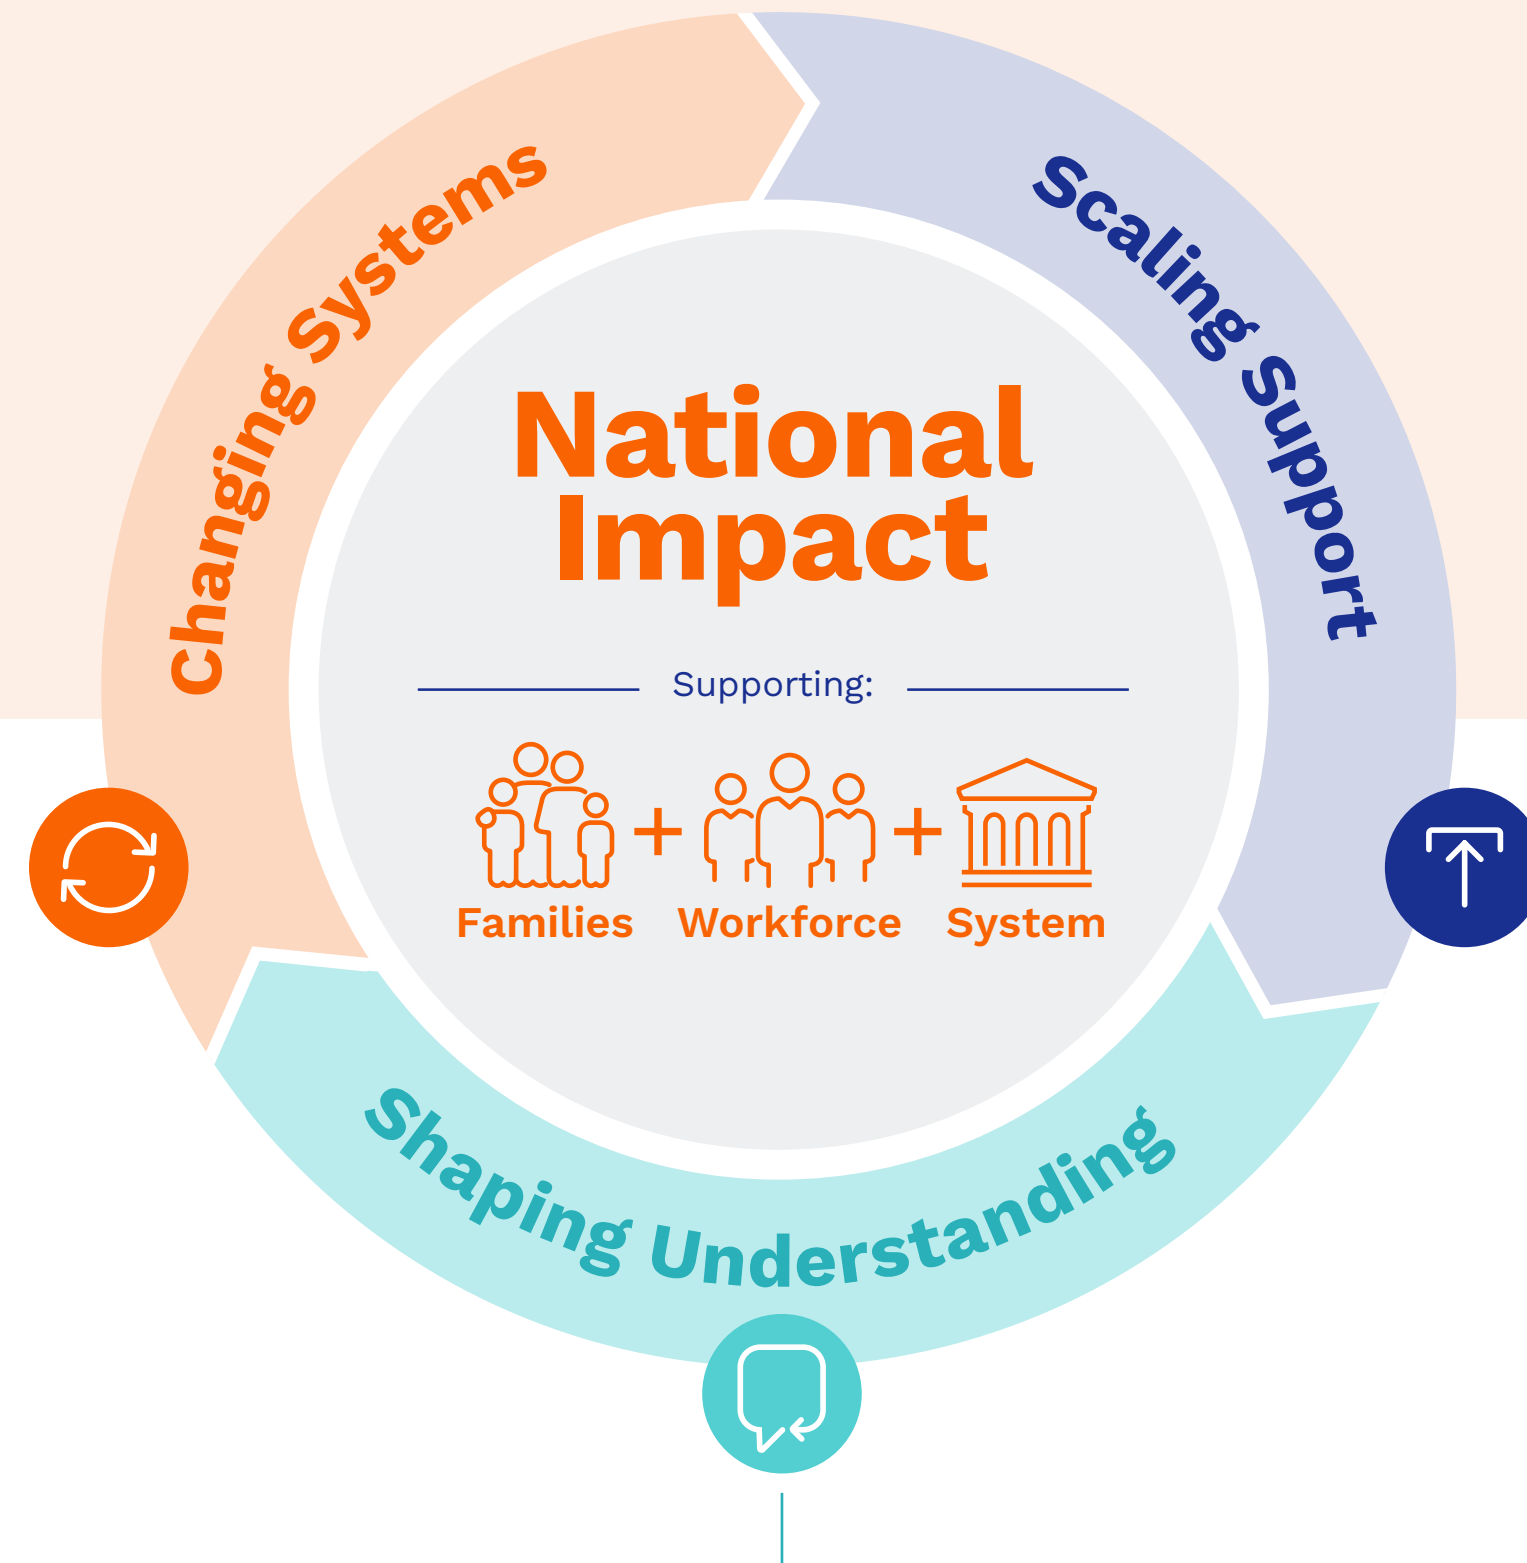 Changing Systems
Scaling Support
National
Impact
Supporting:
Families
Workforce
System
Shaping Understanding